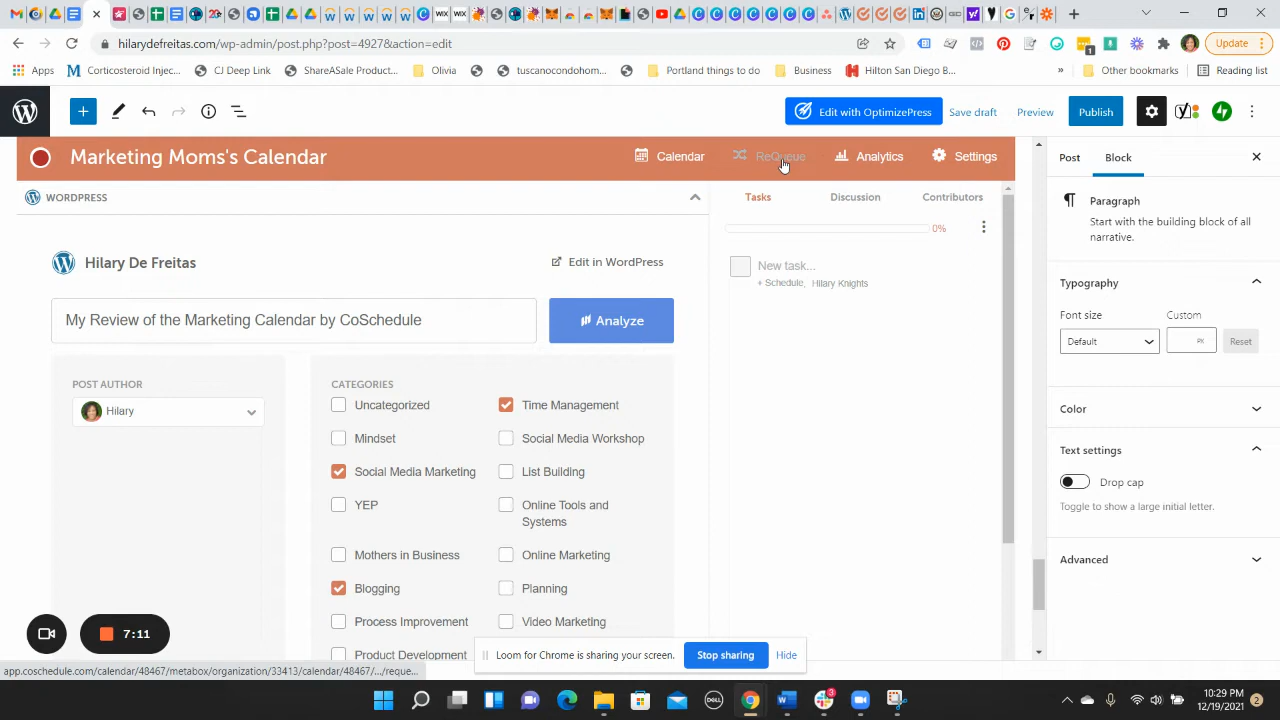 hilarydefreitas.com/wp-admin/post.php?post=4927&action=edit
1
Update
Apps
Corticosteroid Injec...
CJ Deep Link
ShareASale Product...
Olivia
tuscanocondohom...
Portland things to do
Business
Hilton San Diego B...
»
Other bookmarks
Reading list
Edit with OptimizePress
Save draft
Preview
Publish
Marketing Moms's Calendar
Calendar
ReQueue
Analytics
Settings
Post
Block
WORDPRESS
Tasks
Discussion
Contributors
0%
Paragraph
Start with the building block of all
narrative.
Hilary De Freitas
Edit in WordPress
New task...
+ Schedule, Hilary Knights
Typography
Font size
Custom
Default
PX
Reset
My Review of the Marketing Calendar by CoSchedule
Analyze
POST AUTHOR
Hilary
CATEGORIES
Uncategorized
Time Management
Mindset
Social Media Workshop
Social Media Marketing
List Building
YEP
Online Tools and
Systems
Mothers in Business
Online Marketing
Blogging
Planning
Process Improvement
Video Marketing
Product Development
Color
Text settings
Drop cap
Toggle to show a large initial letter.
Advanced
7:11
Loom for Chrome is sharing your screen.
Stop sharing
Hide
app.coschedule.com/calendar/48467/metabox/organization/33413/calendar/48467/.../reque...
DELL
3
10:29 PM
12/19/2021
2